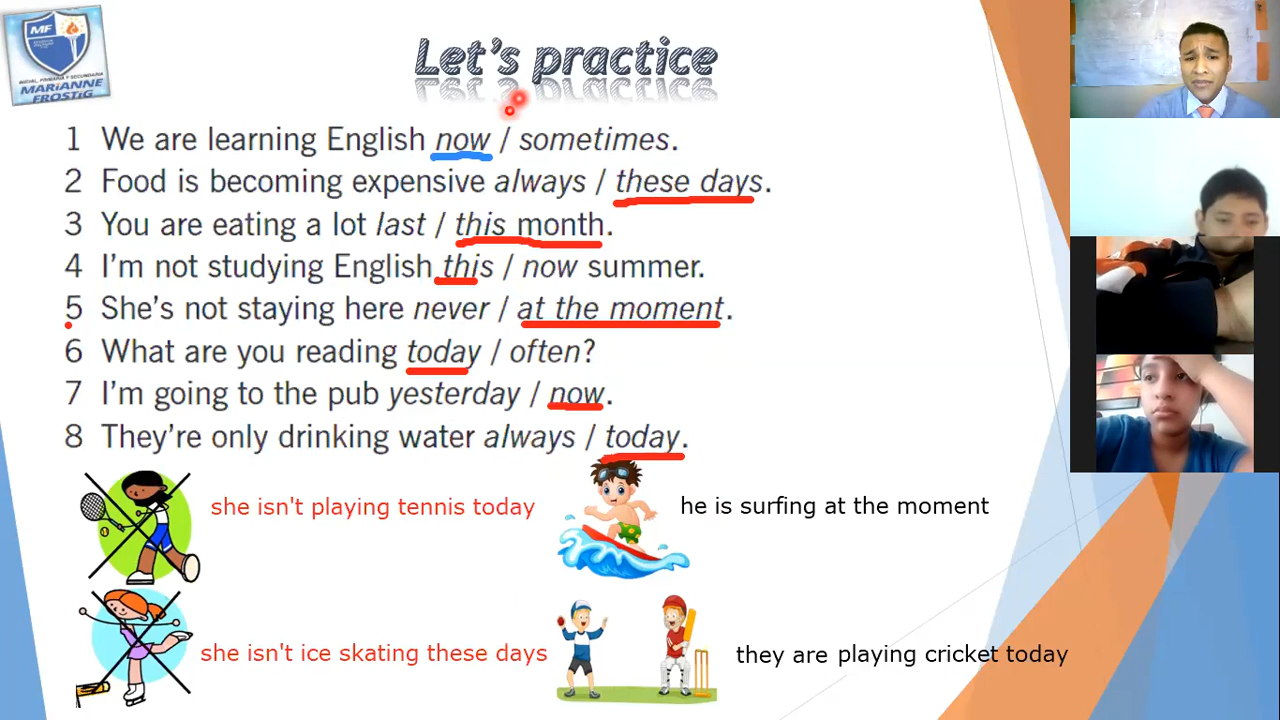 MF
INICIAL, PRIMARIA Y SECUNDARIA
MARIANNE
FROSTIG
Let's practice
1 We are learning English now / sometimes.
2 Food is becoming expensive always / these days.
3 You are eating a lot last / this month.
4 I'm not studying English this / now summer.
5 She's not staying here never / at the moment.
6 What are you reading today / often?
7 I'm going to the pub yesterday / now.
8 They're only drinking water always / today.
she isn't playing tennis today
he is surfing at the moment
she isn't ice skating these days
they are playing cricket today